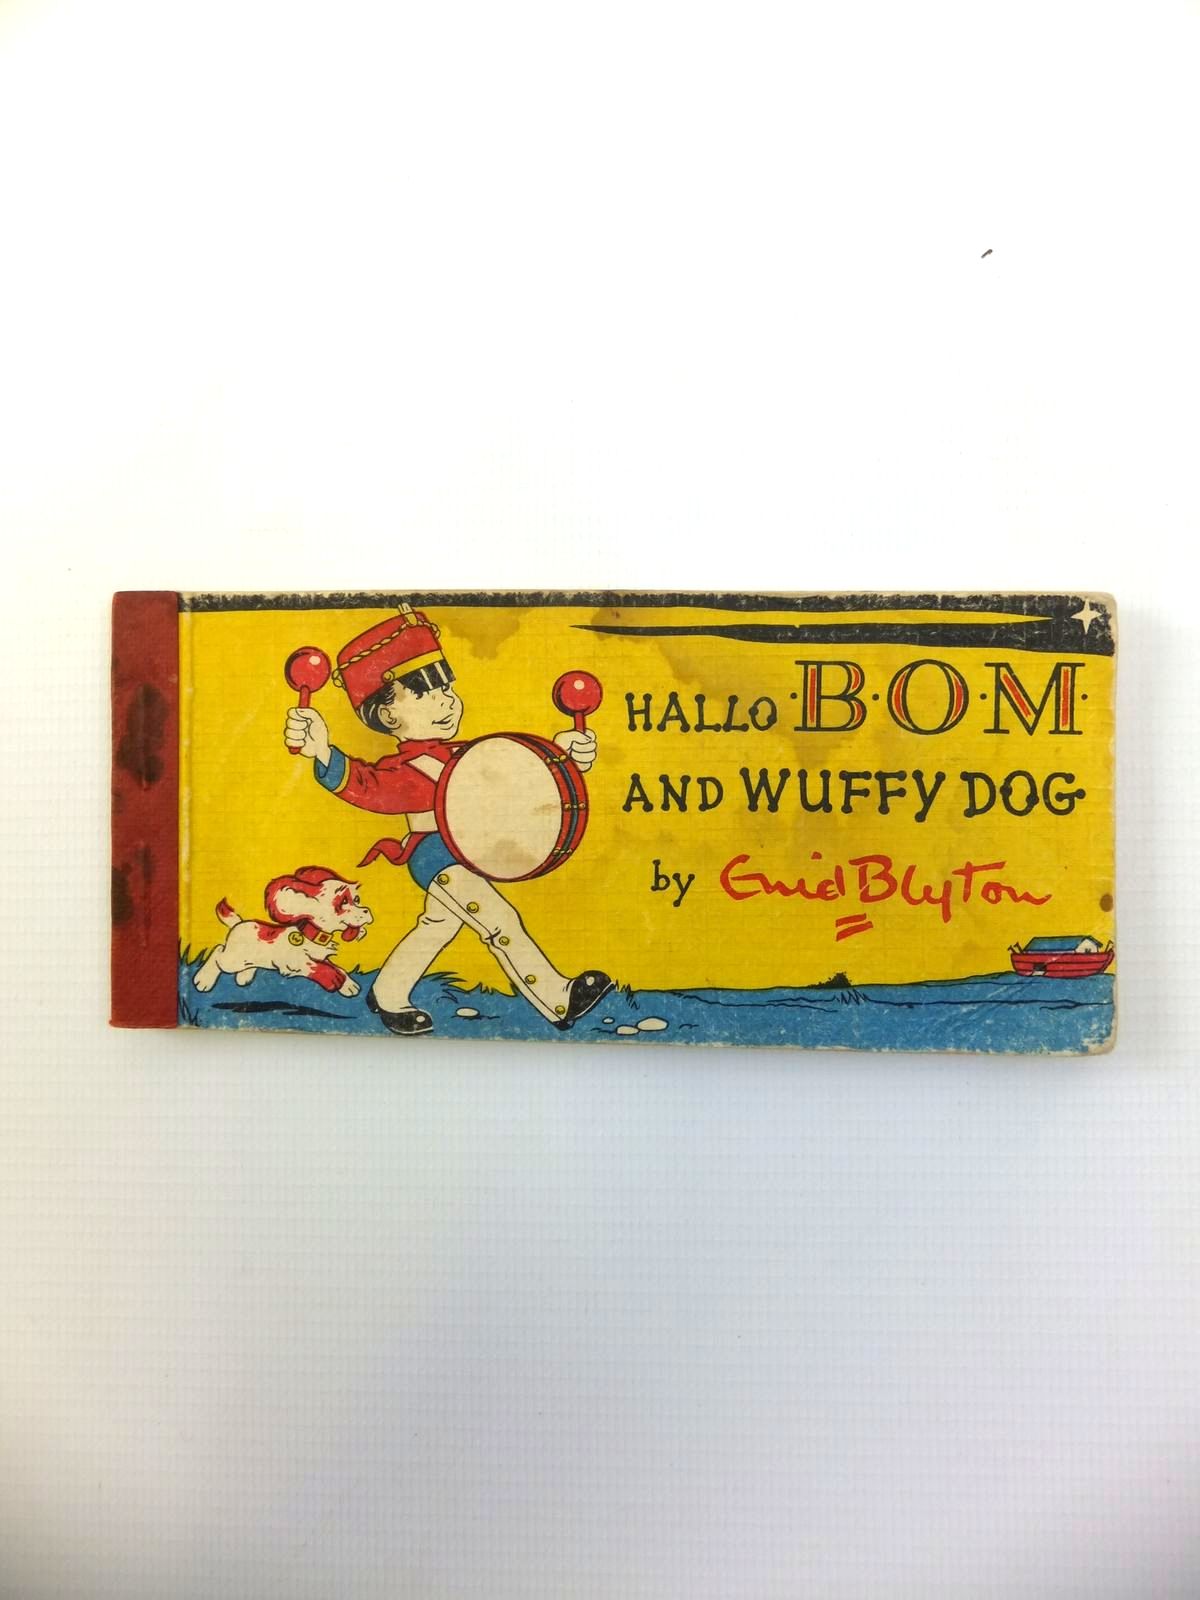 HALLO B·O·M·
AND WUFFY DOG
by Enid Blyton